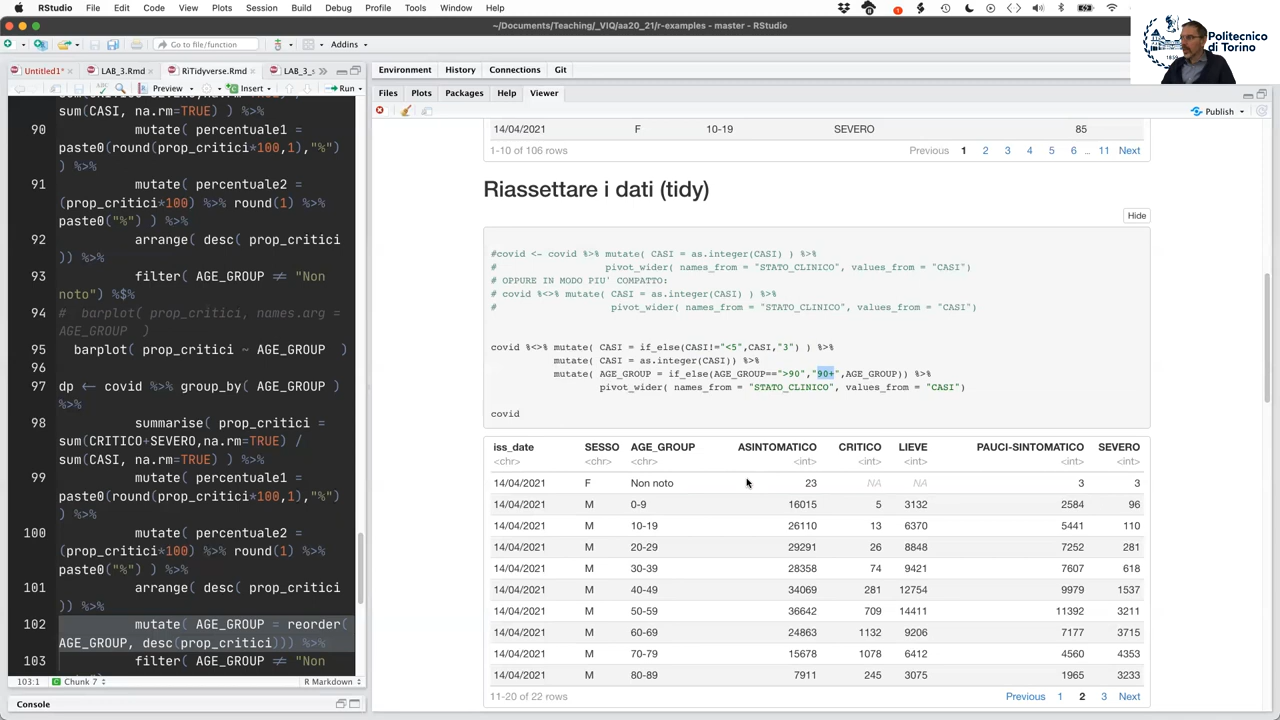 RStudio File Edit Code View Plots Session Build Debug Profile Tools Window Help
~/Documents/Teaching/_VIQ/aa20_21/r-examples - master - RStudio
Go to file/function Addins
Politecnico
di Torino
1859
Untitled1* LAB_3.Rmd RiTidyverse.Rmd LAB_3_s
Preview Insert Run
sum(CASI, na.rm=TRUE) ) %>%
90 mutate( percentuale1 =
paste0(round(prop_critici*100,1),"%")
) %>%
91 mutate( percentuale2 =
(prop_critici*100) %>% round(1) %>%
paste0("%") ) %>%
92 arrange( desc( prop_critici
)) %>%
93 filter( AGE_GROUP ≠ "Non
noto") %$%
94 # barplot( prop_critici, names.arg =
AGE_GROUP )
95 barplot( prop_critici ~ AGE_GROUP )
96
97 dp ← covid %>% group_by( AGE_GROUP )
%>%
98 summarise( prop_critici =
sum(CRITICO+SEVERO,na.rm=TRUE) /
sum(CASI, na.rm=TRUE) ) %>%
99 mutate( percentuale1 =
paste0(round(prop_critici*100,1),"%")
) %>%
100 mutate( percentuale2 =
(prop_critici*100) %>% round(1) %>%
paste0("%") ) %>%
101 arrange( desc( prop_critici
)) %>%
102 mutate( AGE_GROUP = reorder(
AGE_GROUP, desc(prop_critici))) %>%
103 filter( AGE_GROUP ≠ "Non
103:1 Chunk 7 R Markdown
Console
Environment History Connections Git
Files Plots Packages Help Viewer
Publish
14/04/2021 F 10-19 SEVERO 85
1-10 of 106 rows Previous 1 2 3 4 5 6 ... 11 Next
Riassettare i dati (tidy)
Hide
#covid <- covid %>% mutate( CASI = as.integer(CASI) ) %>%
# pivot_wider( names_from = "STATO_CLINICO", values_from = "CASI")
# OPPURE IN MODO PIU' COMPATTO:
# covid %<>% mutate( CASI = as.integer(CASI) ) %>%
# pivot_wider( names_from = "STATO_CLINICO", values_from = "CASI")
covid %<>% mutate( CASI = if_else(CASI!="<5",CASI,"3") ) %>%
mutate( CASI = as.integer(CASI)) %>%
mutate( AGE_GROUP = if_else(AGE_GROUP==">90","90+",AGE_GROUP)) %>%
pivot_wider( names_from = "STATO_CLINICO", values_from = "CASI")
covid
iss_date SESSO AGE_GROUP ASINTOMATICO CRITICO LIEVE PAUCI-SINTOMATICO SEVERO
<chr> <chr> <chr> <int> <int> <int> <int> <int>
14/04/2021 F Non noto 23 NA NA 3 3
14/04/2021 M 0-9 16015 5 3132 2584 96
14/04/2021 M 10-19 26110 13 6370 5441 110
14/04/2021 M 20-29 29291 26 8848 7252 281
14/04/2021 M 30-39 28358 74 9421 7607 618
14/04/2021 M 40-49 34069 281 12754 9979 1537
14/04/2021 M 50-59 36642 709 14411 11392 3211
14/04/2021 M 60-69 24863 1132 9206 7177 3715
14/04/2021 M 70-79 15678 1078 6412 4560 4353
14/04/2021 M 80-89 7911 245 3075 1965 3233
11-20 of 22 rows Previous 1 2 3 Next